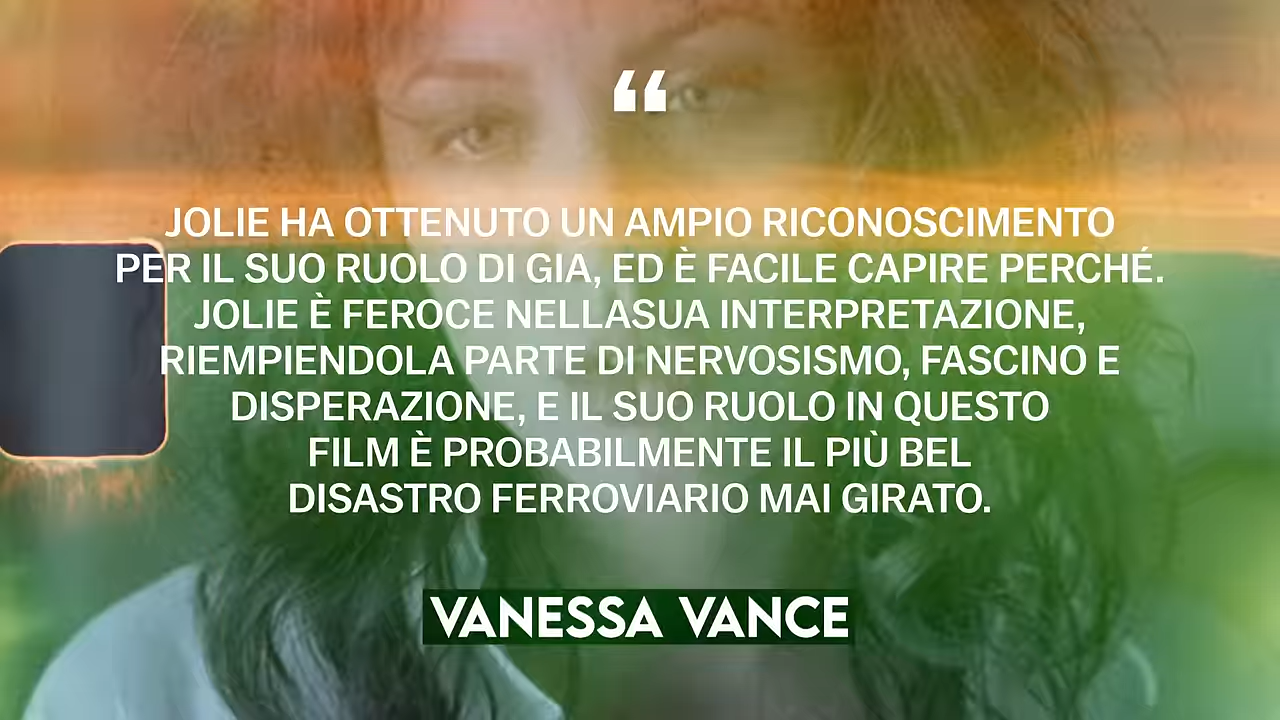 “
JOLIE HA OTTENUTO UN AMPIO RICONOSCIMENTO
PER IL SUO RUOLO DI GIA, ED È FACILE CAPIRE PERCHÉ.
JOLIE È FEROCE NELLASUA INTERPRETAZIONE,
RIEMPIENDOLA PARTE DI NERVOSISMO, FASCINO E
DISPERAZIONE, E IL SUO RUOLO IN QUESTO
FILM È PROBABILMENTE IL PIÙ BEL
DISASTRO FERROVIARIO MAI GIRATO.
VANESSA VANCE